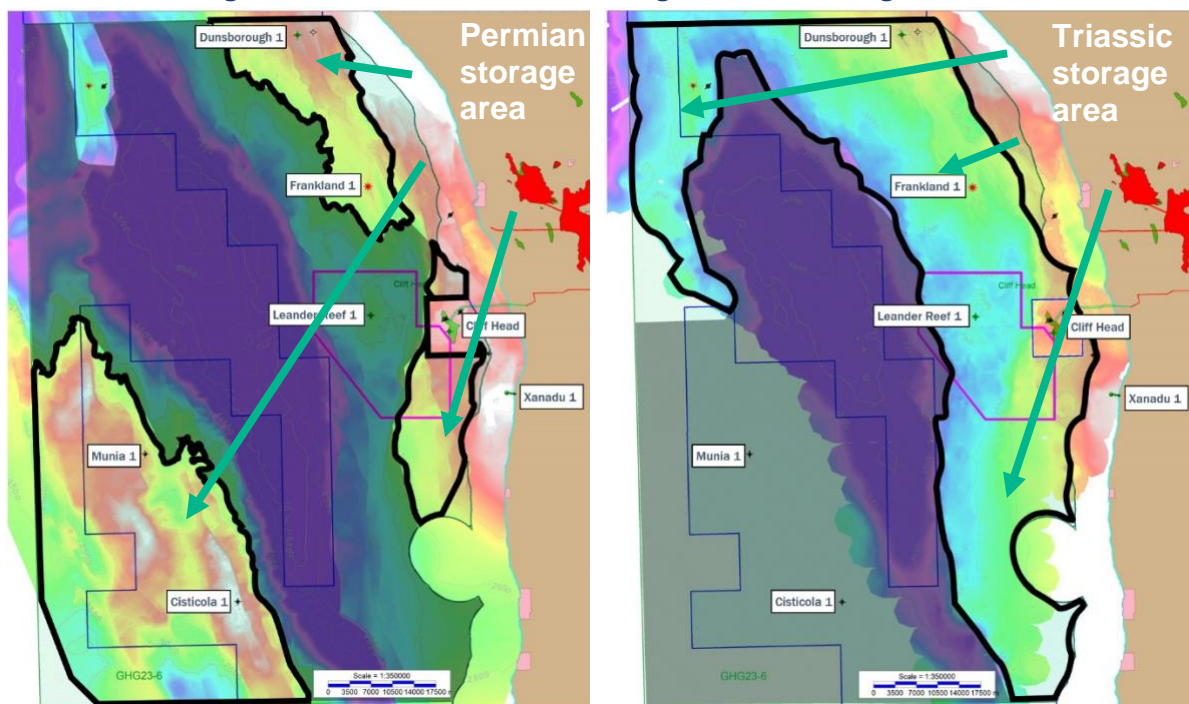 Dunsborough 1
Permian
storage
area
Frankland 1
Cliff Head
Leander Reef 1
Cliff Head
Xanadu 1
Munia 1
Cisticola 1
GHG23-6
Scale = 1:350000
0 3500 7000 10500 14000 17500 m
Dunsborough 1
Triassic
storage
area
Frankland 1
Cliff Head
Leander Reef 1
Cliff Head
Xanadu 1
Munia 1
Cisticola 1
GHG23-6
Scale = 1:350000
0 3500 7000 10500 14000 17500 m